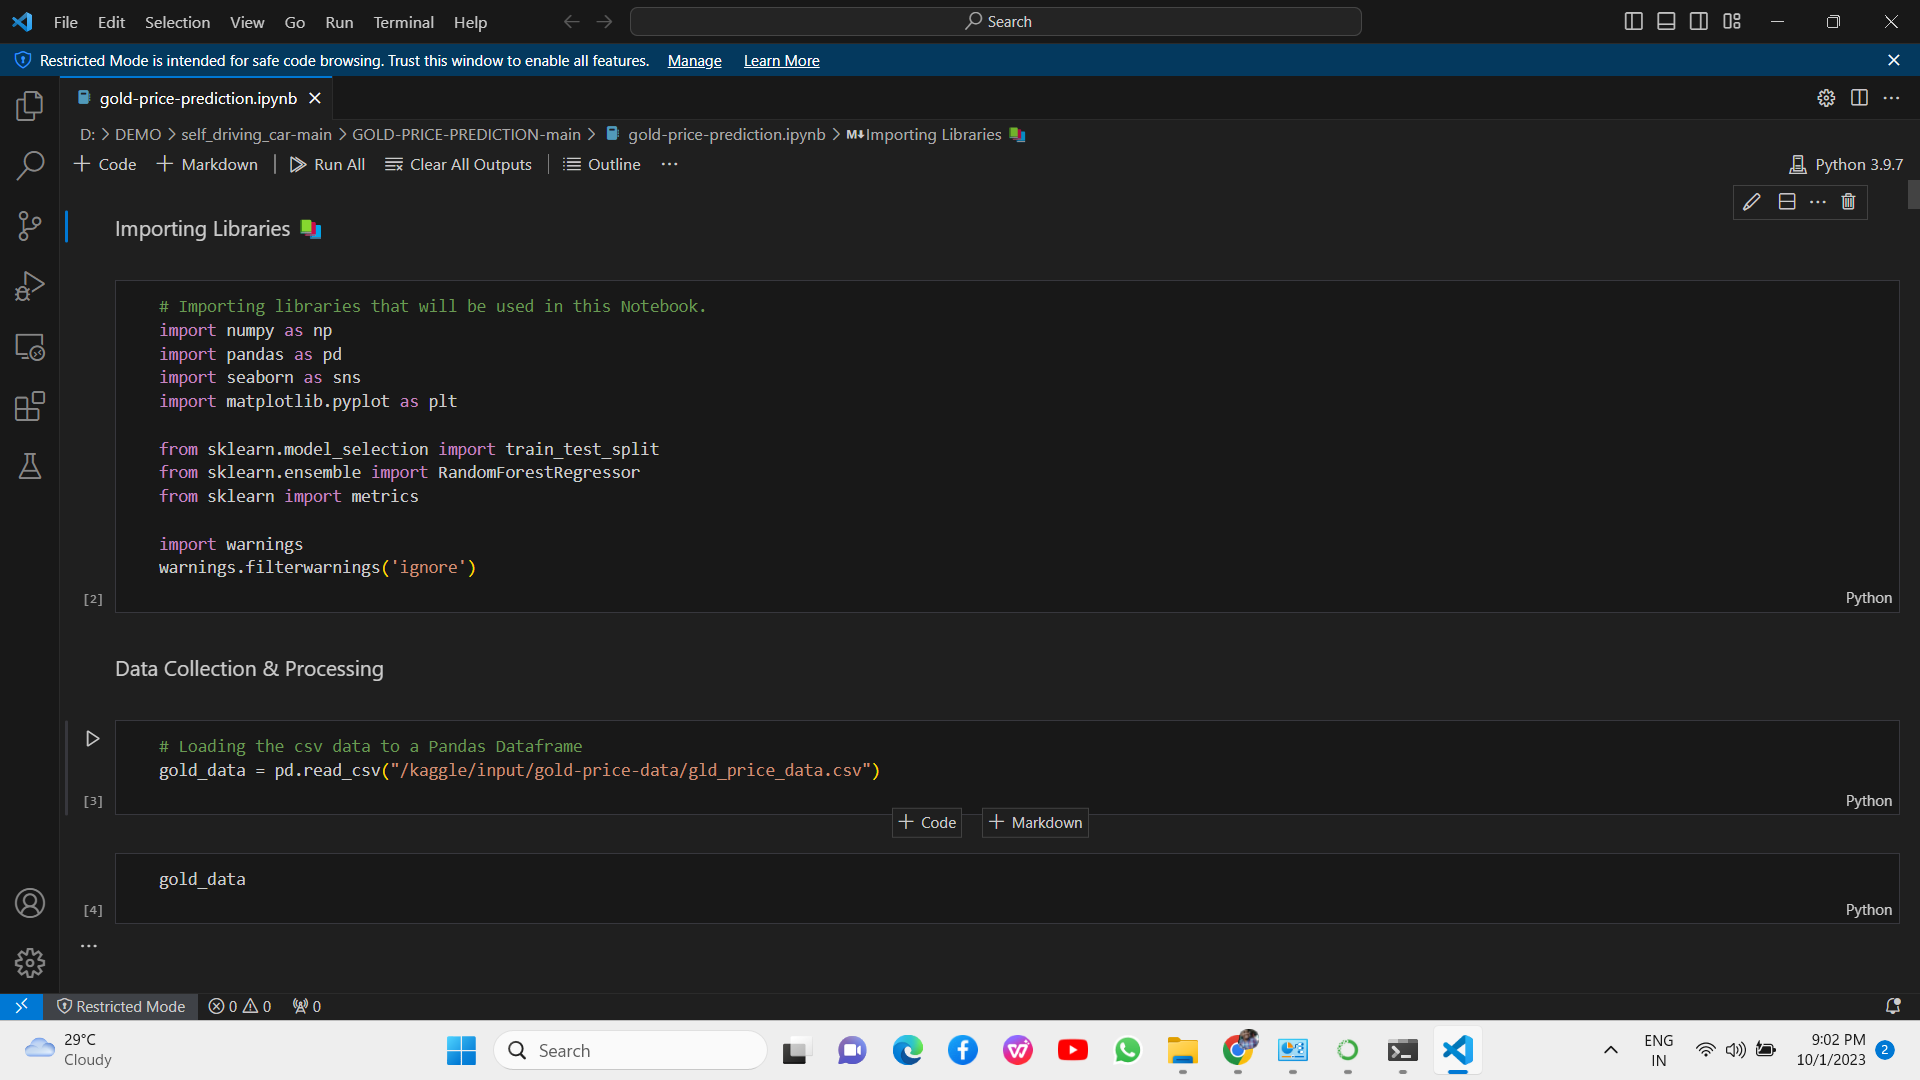 File Edit Selection View Go Run Terminal Help
Search
Restricted Mode is intended for safe code browsing. Trust this window to enable all features. Manage Learn More
gold-price-prediction.ipynb
D: > DEMO > self_driving_car-main > GOLD-PRICE-PREDICTION-main > gold-price-prediction.ipynb > M↓Importing Libraries
+ Code + Markdown | Run All Clear All Outputs | Outline ...
Python 3.9.7
Importing Libraries
# Importing libraries that will be used in this Notebook.
import numpy as np
import pandas as pd
import seaborn as sns
import matplotlib.pyplot as plt
from sklearn.model_selection import train_test_split
from sklearn.ensemble import RandomForestRegressor
from sklearn import metrics
import warnings
warnings.filterwarnings('ignore')
[2]
Python
Data Collection & Processing
# Loading the csv data to a Pandas Dataframe
gold_data = pd.read_csv("/kaggle/input/gold-price-data/gld_price_data.csv")
[3]
Python
+ Code + Markdown
gold_data
[4]
Python
...
Restricted Mode 0 0 0
29°C
Cloudy
Search
ENG
IN
9:02 PM
10/1/2023
2